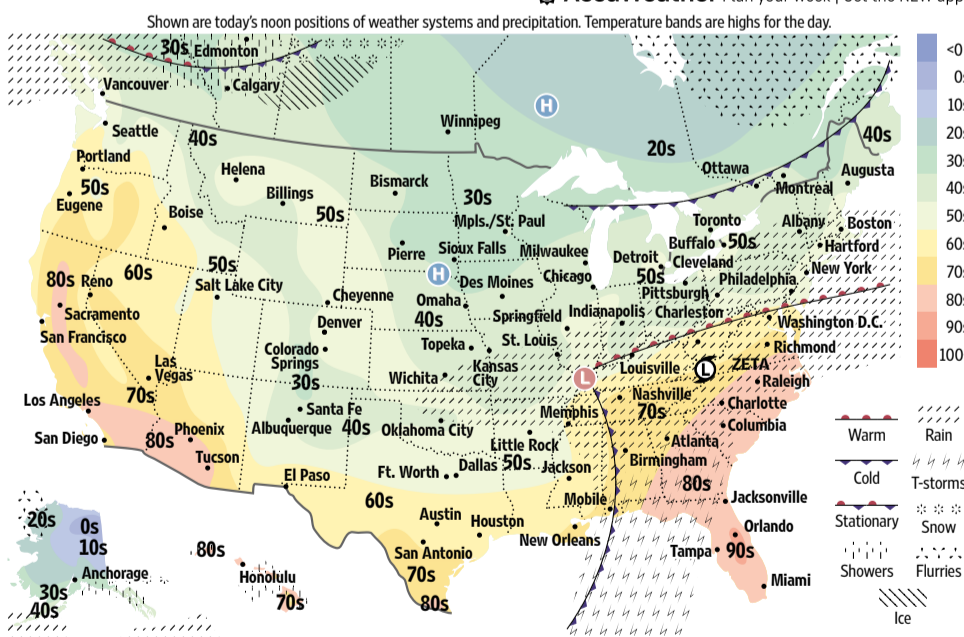 Shown are today's noon positions of weather systems and precipitation. Temperature bands are highs for the day.
30s Edmonton
Vancouver
Calgary
Winnipeg
H
Seattle
40s
20s
40s
Portland
Helena
Bismarck
30s
Ottawa
Montreal
Augusta
50s
Eugene
Billings
50s
Boise
Mpls./St. Paul
Toronto
Albany
Boston
Pierre
Sioux Falls
Milwaukee
Detroit
Buffalo
50s
Hartford
80s Reno
60s
50s
Salt Lake City
H
Des Moines
Chicago
50s
Cleveland
Philadelphia
New York
Cheyenne
Omaha
40s
Pittsburgh
Sacramento
San Francisco
Denver
Springfield
Indianapolis
Charleston
Washington D.C.
Colorado
Springs
30s
Topeka
St. Louis
Richmond
Las
Vegas
70s
Wichita
Kansas
City
L
Louisville
L
ZETA
Raleigh
Los Angeles
Santa Fe
Nashville
70s
Charlotte
San Diego
80s
Phoenix
Albuquerque
40s
Oklahoma City
Memphis
Columbia
Tucson
Little Rock
50s
Atlanta
Birmingham
El Paso
Ft. Worth
Dallas
Jackson
80s
60s
Mobile
Jacksonville
Austin
Houston
New Orleans
Orlando
San Antonio
Tampa
90s
70s
80s
Miami
20s
0s
10s
Anchorage
30s
40s
80s
Honolulu
70s
<0
0s
10s
20s
30s
40s
50s
60s
70s
80s
90s
100
Warm
Rain
Cold
T-storms
Stationary
Snow
Showers
Flurries
Ice